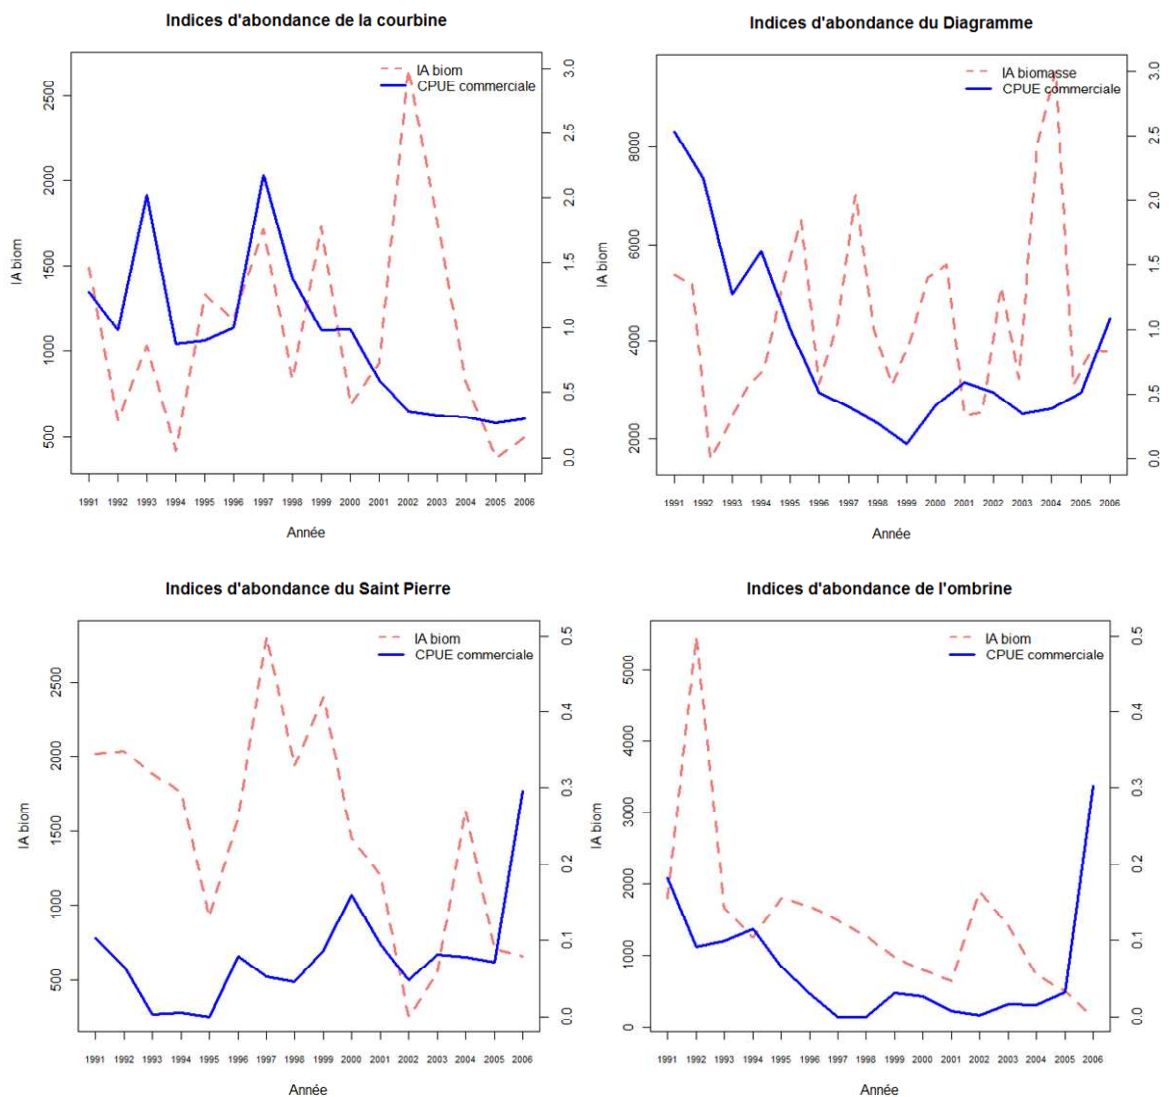 Indices d'abondance de la courbine
IA biom
CPUE commerciale
IA biom
500
1000
1500
2000
2500
0.0
0.5
1.0
1.5
2.0
2.5
3.0
1991 1992 1993 1994 1995 1996 1997 1998 1999 2000 2001 2002 2003 2004 2005 2006
Année
Indices d'abondance du Diagramme
IA biomasse
CPUE commerciale
IA biom
2000
4000
6000
8000
0.0
0.5
1.0
1.5
2.0
2.5
3.0
1991 1992 1993 1994 1995 1996 1997 1998 1999 2000 2001 2002 2003 2004 2005 2006
Année
Indices d'abondance du Saint Pierre
IA biom
CPUE commerciale
IA biom
500
1000
1500
2000
2500
0.0
0.1
0.2
0.3
0.4
0.5
1991 1992 1993 1994 1995 1996 1997 1998 1999 2000 2001 2002 2003 2004 2005 2006
Année
Indices d'abondance de l'ombrine
IA biom
CPUE commerciale
IA biom
0
1000
2000
3000
4000
5000
0.0
0.1
0.2
0.3
0.4
0.5
1991 1992 1993 1994 1995 1996 1997 1998 1999 2000 2001 2002 2003 2004 2005 2006
Année